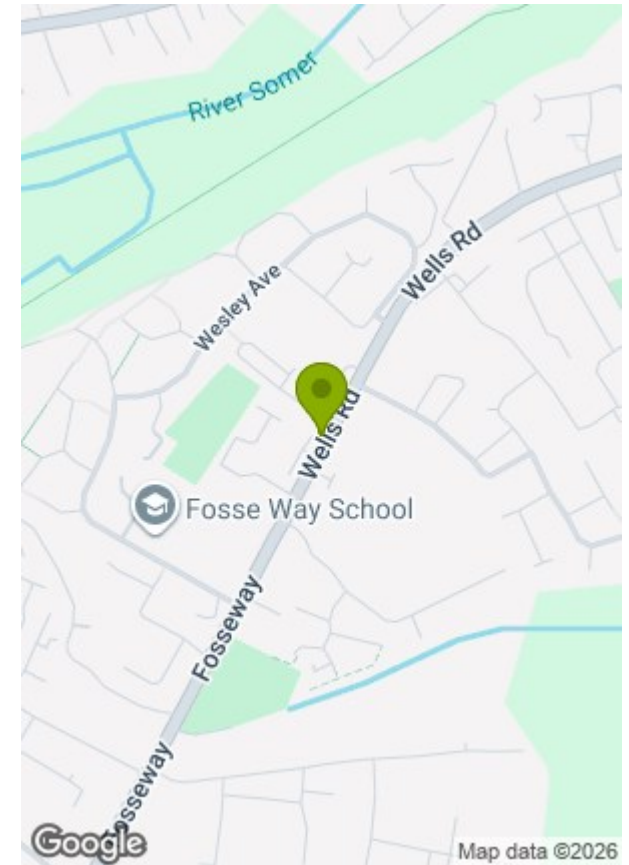 River Somer
Wells Rd
Wesley Ave
Wells Rd
Fosse Way School
Fosseway
Fosseway
Google
Map data ©2026